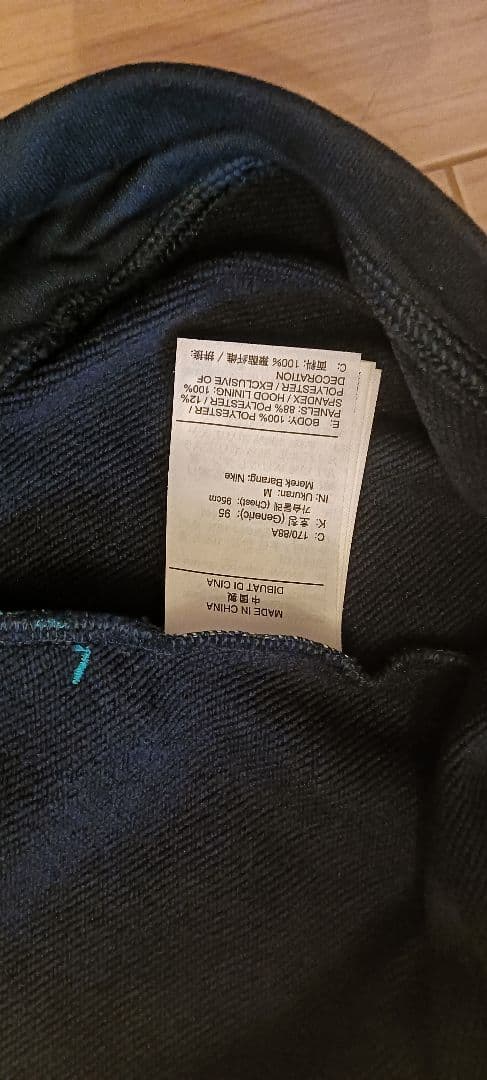 MADE IN CHINA
中國製
DIBUAT DI CINA
C: 170/88A
K: 호칭 (Generic): 95
가슴둘레 (Chest): 95cm
IN: Ukuran: M
Merek Barang: Nike
E: BODY: 100% POLYESTER /
PANELS: 88% POLYESTER / 12%
SPANDEX / HOOD LINING: 100%
POLYESTER / EXCLUSIVE OF
DECORATION
C: 面料: 100% 聚酯纤维 / 拼接: